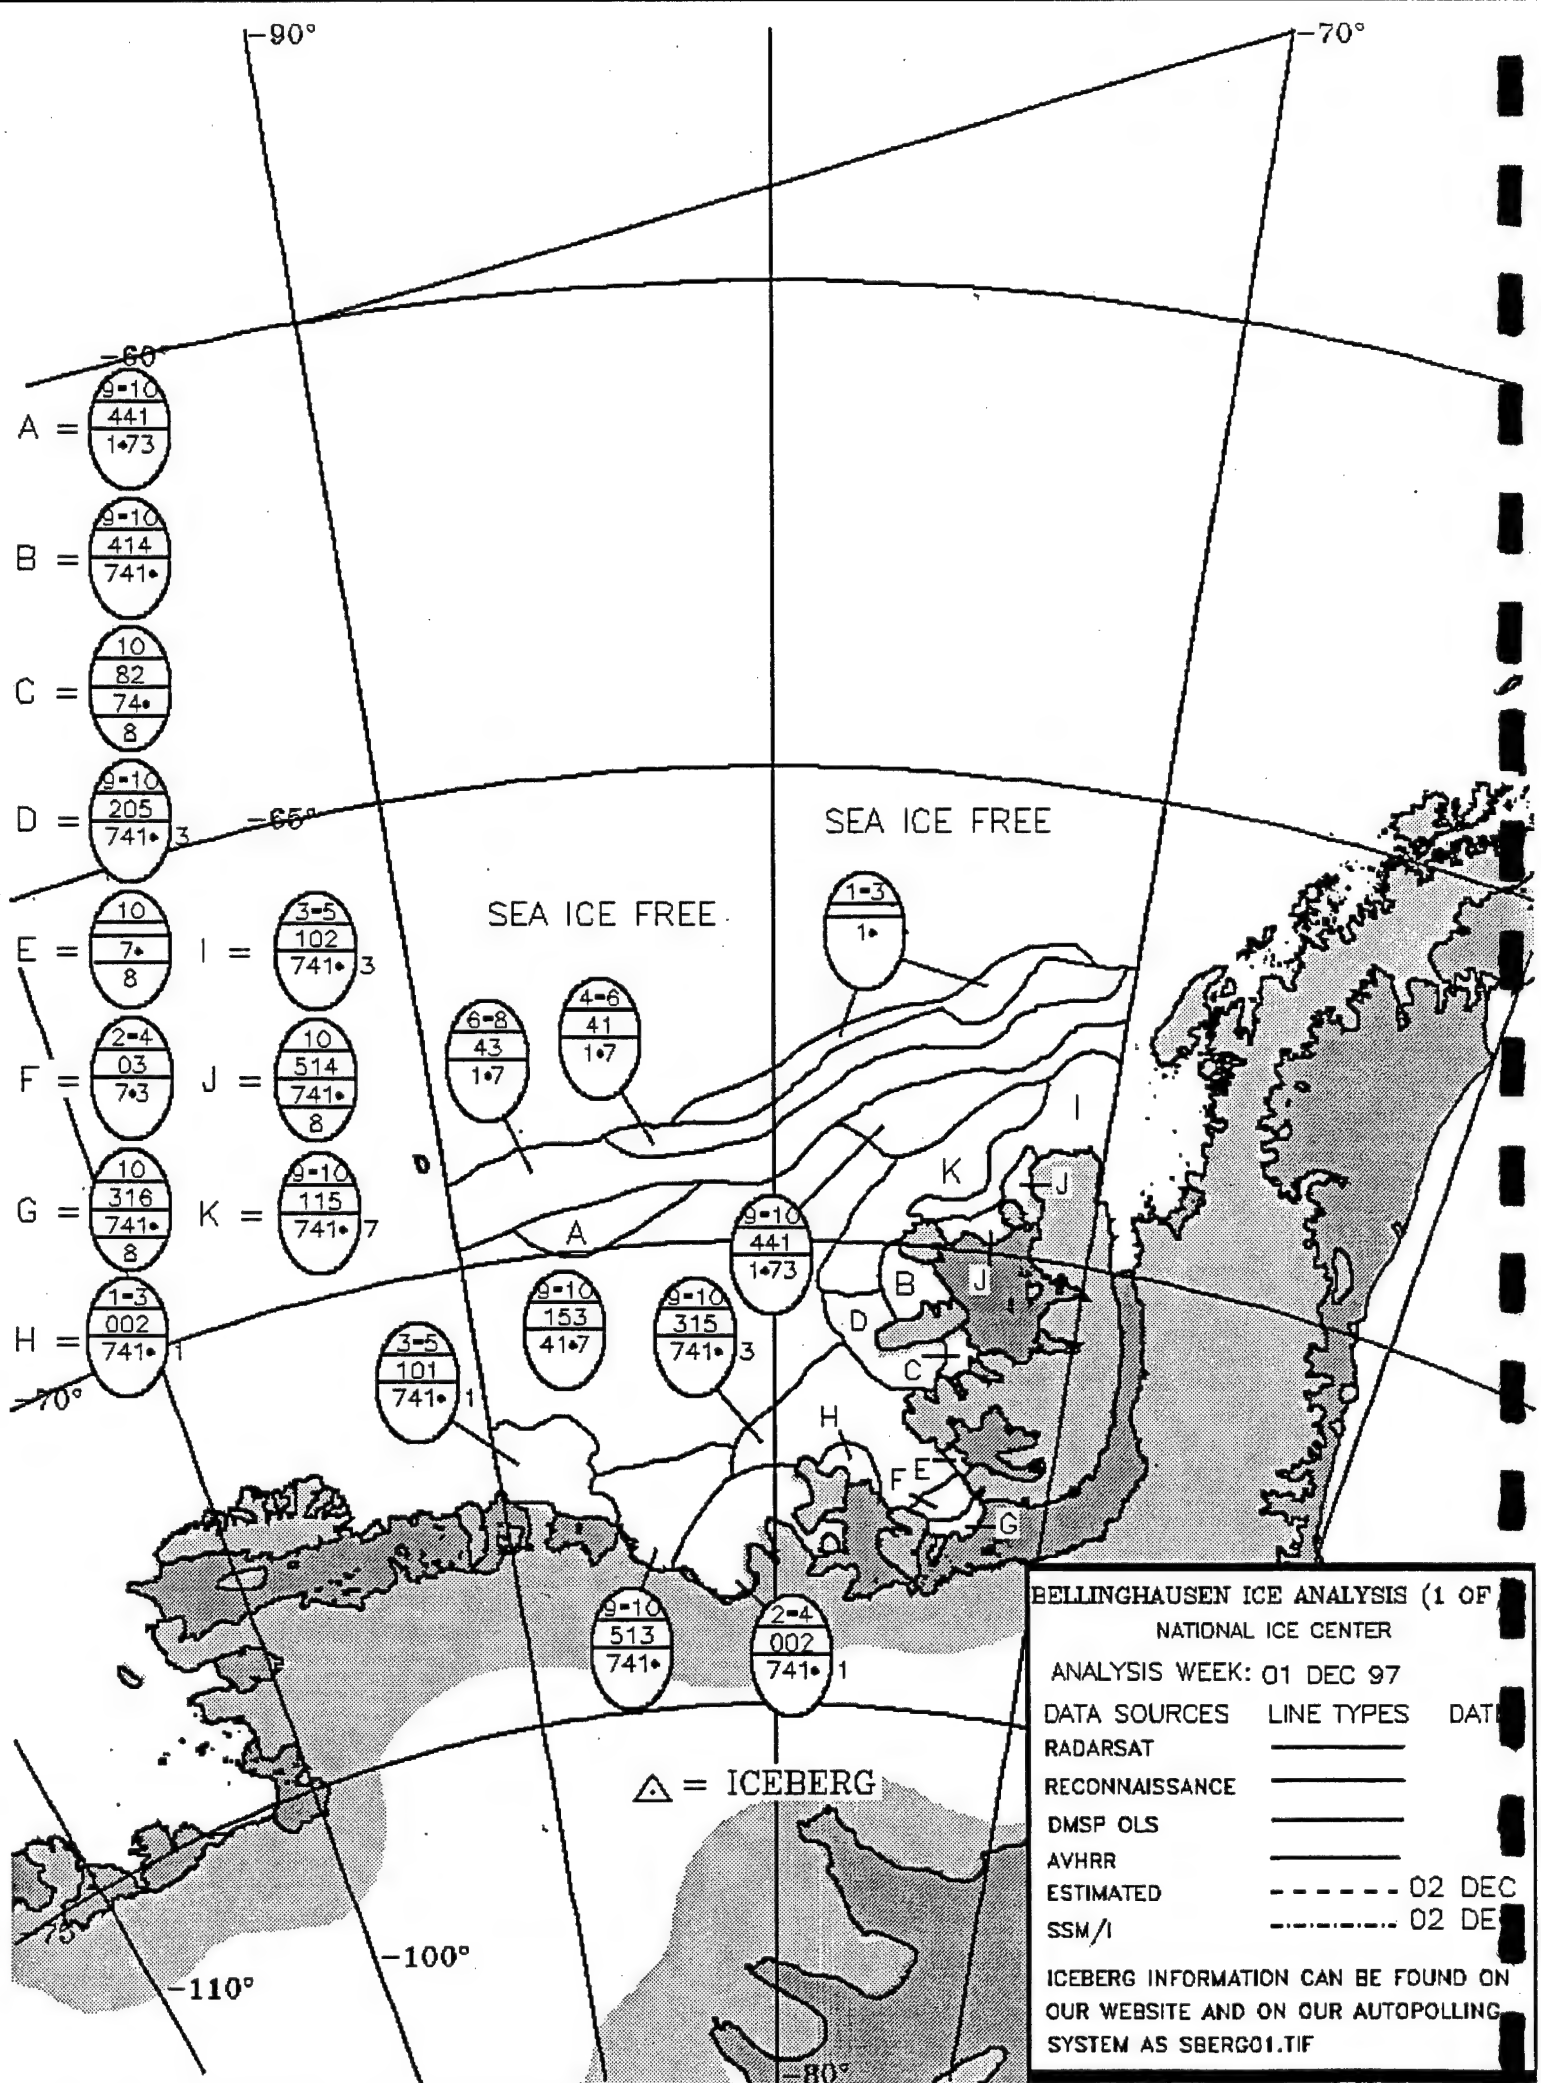 -90°
-70°
-60°
A =
9-10
441
1•73
B =
9-10
414
741•
C =
10
82
74•
8
D =
9-10
205
741• 3
-65°
SEA ICE FREE
SEA ICE FREE
E =
10
7•
8
I =
3-5
102
741• 3
1-3
1•
6-8
43
1•7
4-6
41
1•7
F =
2-4
03
7•3
J =
10
514
741•
8
G =
10
316
741•
8
K =
9-10
115
741• 7
H =
1-3
002
741• 1
-70°
I
K
J
A
9-10
441
1•73
B
J
D
C
3-5
101
741• 1
9-10
153
41•7
9-10
315
741• 3
H
F
E
G
9-10
513
741•
2-4
002
741• 1
= ICEBERG
-75
-100°
-110°
-80°
BELLINGHAUSEN ICE ANALYSIS (1 OF
NATIONAL ICE CENTER
ANALYSIS WEEK: 01 DEC 97
DATA SOURCES LINE TYPES DAT
RADARSAT
RECONNAISSANCE
DMSP OLS
AVHRR
ESTIMATED 02 DEC
SSM/I 02 DE
ICEBERG INFORMATION CAN BE FOUND ON
OUR WEBSITE AND ON OUR AUTOPOLLING
SYSTEM AS SBERG01.TIF